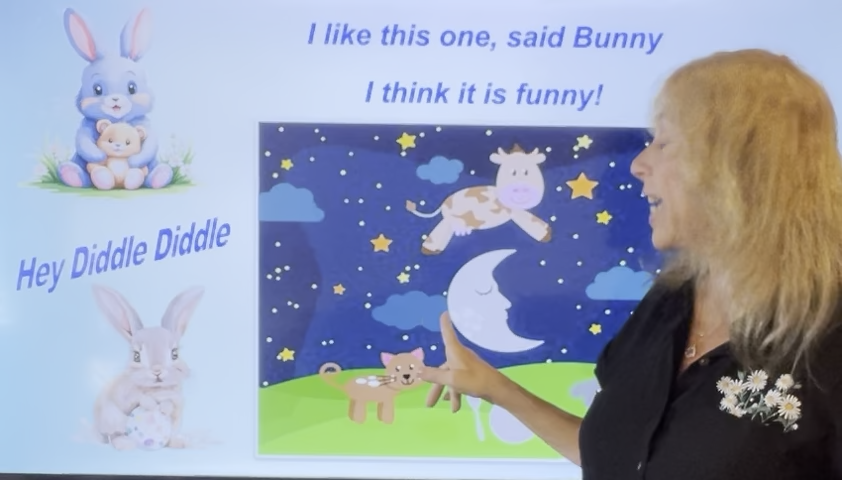 I like this one, said Bunny
I think it is funny!
Hey Diddle Diddle